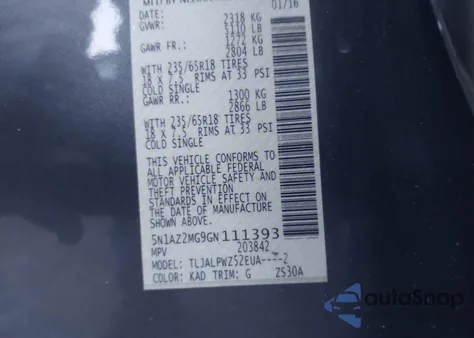 DATE: 01/16
GVWR: 2318 KG
5110 LB
GAWR FR.: 1272 KG
2804 LB
WITH 235/65R18 TIRES
18 x 7.5 RIMS AT 33 PSI
COLD SINGLE
GAWR RR.: 1300 KG
2866 LB
WITH 235/65R18 TIRES
18 x 7.5 RIMS AT 33 PSI
COLD SINGLE
THIS VEHICLE CONFORMS TO
ALL APPLICABLE FEDERAL
MOTOR VEHICLE SAFETY AND
THEFT PREVENTION
STANDARDS IN EFFECT ON
THE DATE OF MANUFACTURE
SHOWN ABOVE.
5N1AZ2MG9GN111393
MPV 203842
MODEL: TLJALPWZ52EUA----2
COLOR: KAD TRIM: G ZS30A
autoSnap